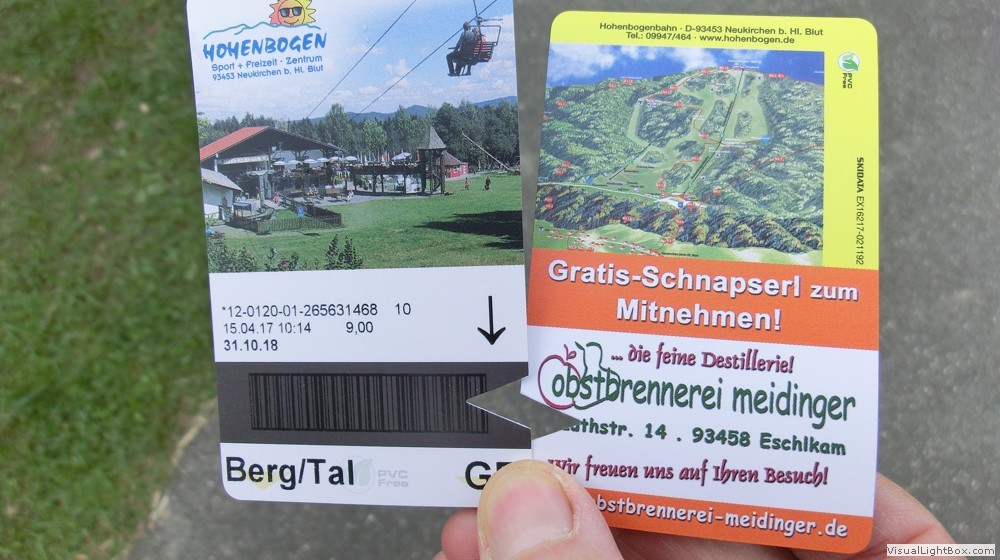 HOHENBOGEN
Sport + Freizeit - Zentrum
93453 Neukirchen b. Hl. Blut
*12-0120-01-265631468 10
15.04.17 10:14 9,00
31.10.18
Berg/Tal
PVC
Free
Hohenbogenbahn · D-93453 Neukirchen b. Hl. Blut
Tel.: 09947/464 · www.hohenbogen.de
PVC
Free
SKIDATA EX16217-021192
Gratis-Schnapserl zum
Mitnehmen!
... die feine Destillerie!
obstbrennerei meidinger
14 . 93458 Eschlkam
Wir freuen uns auf Ihren Besuch!
obstbrennerei-meidinger.de
VisualLightBox.com